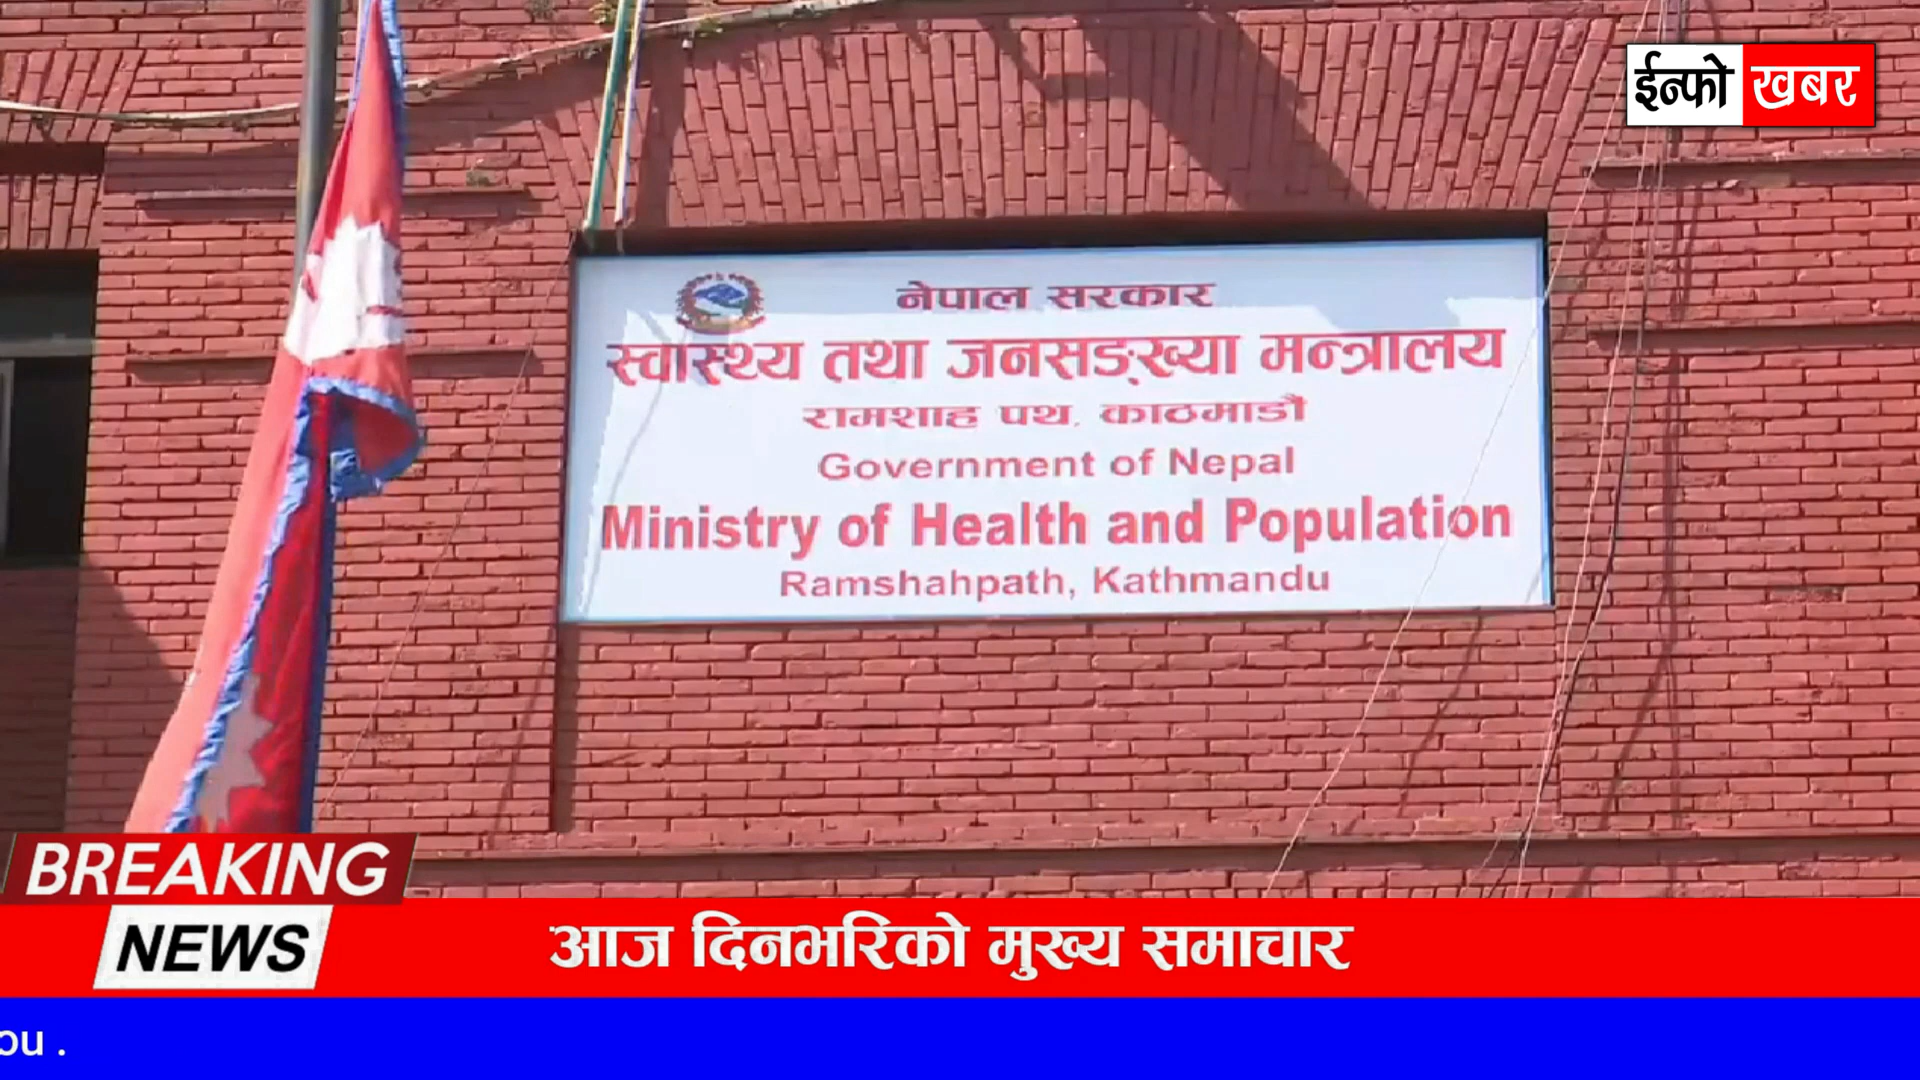 ईन्फो खबर
नेपाल सरकार
स्वास्थ्य तथा जनसङ्ख्या मन्त्रालय
रामशाह पथ, काठमाडौं
Government of Nepal
Ministry of Health and Population
Ramshahpath, Kathmandu
BREAKING
NEWS
आज दिनभरिको मुख्य समाचार
ou .